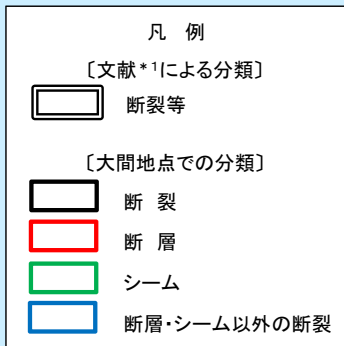 凡 例
〔文献*1による分類〕
断裂等
〔大間地点での分類〕
断 裂
断 層
シーム
断層・シーム以外の断裂